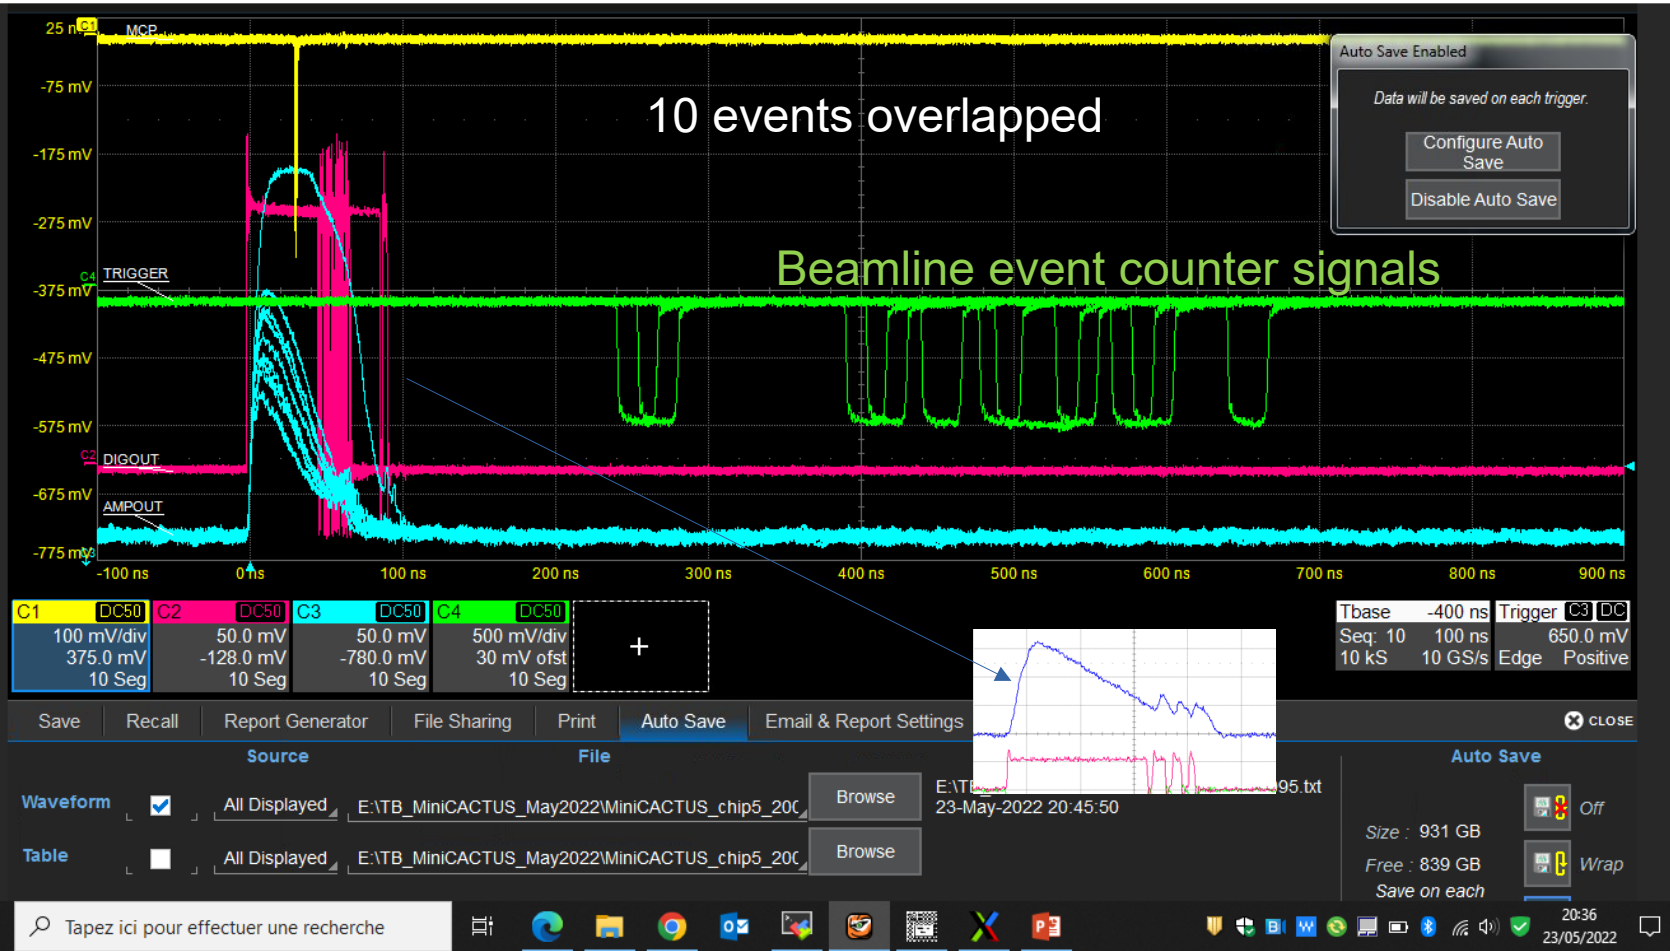 25 m
C1
MCP
-75 mV
-175 mV
-275 mV
-375 mV
-475 mV
-575 mV
-675 mV
-775 mV
10 events overlapped
Beamline event counter signals
C4
TRIGGER
C2
DIGOUT
AMPOUT
C3
-100 ns 0 ns 100 ns 200 ns 300 ns 400 ns 500 ns 600 ns 700 ns 800 ns 900 ns
Auto Save Enabled
Data will be saved on each trigger.
Configure Auto
Save
Disable Auto Save
C1 DC50 C2 DC50 C3 DC50 C4 DC50
100 mV/div 50.0 mV 50.0 mV 500 mV/div
375.0 mV -128.0 mV -780.0 mV 30 mV ofst
10 Seg 10 Seg 10 Seg 10 Seg
+
Tbase -400 ns Trigger C3 DC
Seq: 10 100 ns 650.0 mV
10 kS 10 GS/s Edge Positive
Save Recall Report Generator File Sharing Print Auto Save Email & Report Settings CLOSE
Source File Auto Save
Waveform All Displayed E:\TB_MiniCACTUS_May2022\MiniCACTUS_chip5_200 Browse
E:\TE 095.txt
23-May-2022 20:45:50
Off
Size : 931 GB
Table All Displayed E:\TB_MiniCACTUS_May2022\MiniCACTUS_chip5_200 Browse
Free : 839 GB Wrap
Save on each
Tapez ici pour effectuer une recherche
20:36
23/05/2022